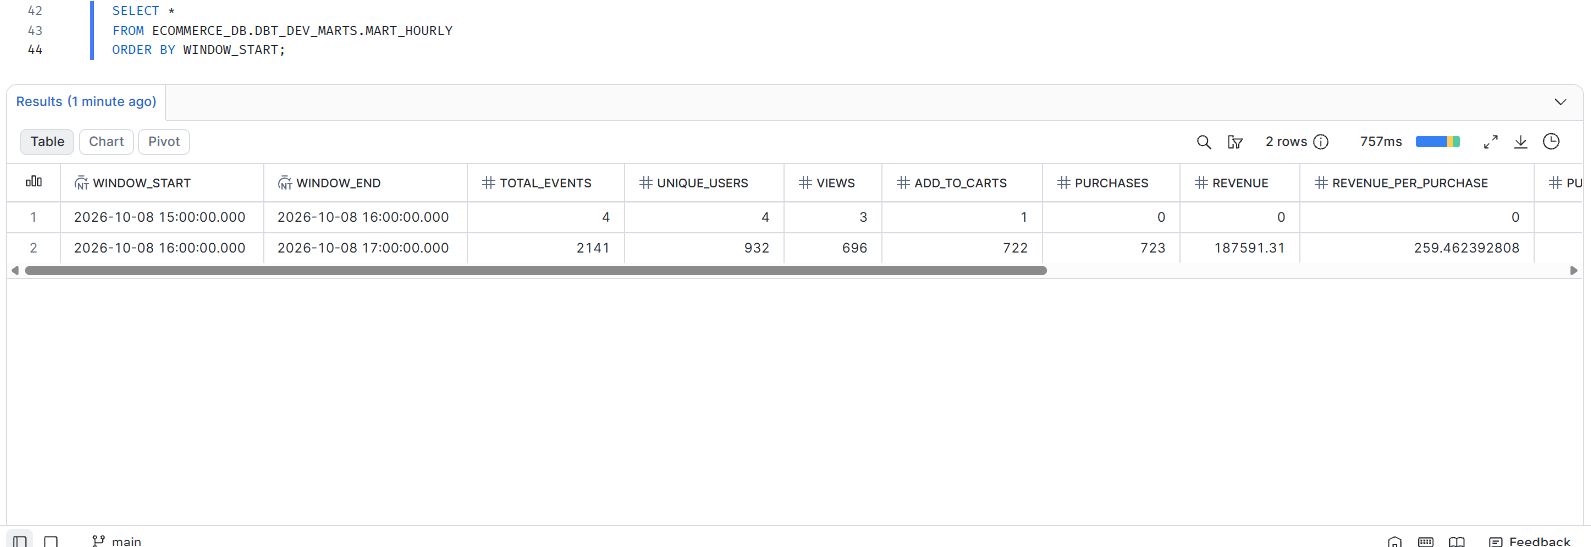 42 SELECT *
43 FROM ECOMMERCE_DB.DBT_DEV_MARTS.MART_HOURLY
44 ORDER BY WINDOW_START;
Results (1 minute ago)
Table Chart Pivot 2 rows 757ms
WINDOW_START WINDOW_END TOTAL_EVENTS UNIQUE_USERS VIEWS ADD_TO_CARTS PURCHASES REVENUE REVENUE_PER_PURCHASE PU
1 2026-10-08 15:00:00.000 2026-10-08 16:00:00.000 4 4 3 1 0 0 0
2 2026-10-08 16:00:00.000 2026-10-08 17:00:00.000 2141 932 696 722 723 187591.31 259.462392808
main Feedback